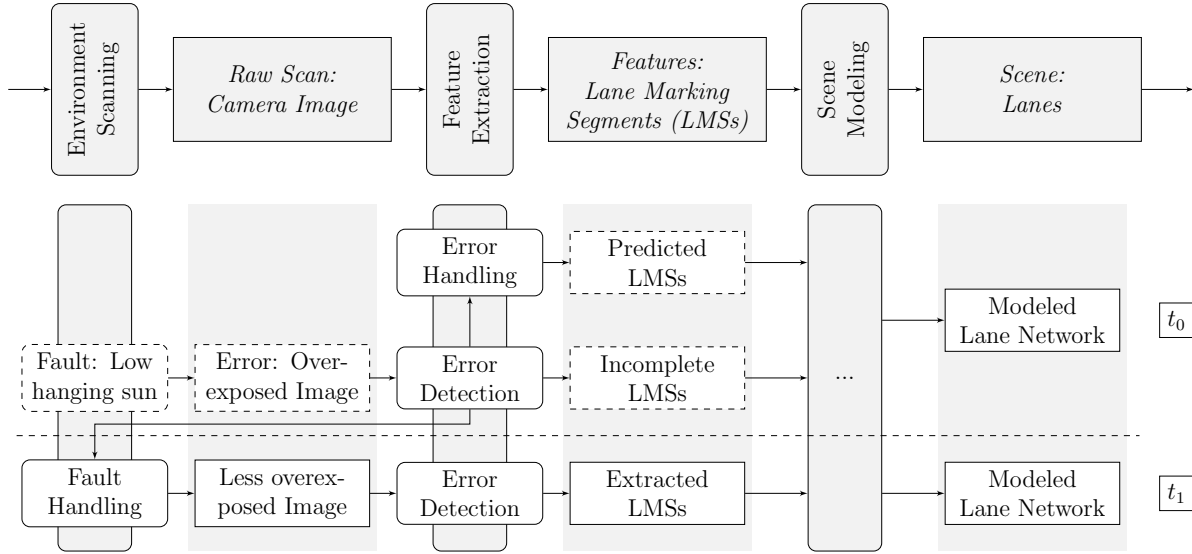 Environment
Scanning
Raw Scan:
Camera Image
Feature
Extraction
Features:
Lane Marking
Segments (LMSs)
Scene
Modeling
Scene:
Lanes
Error
Handling
Predicted
LMSs
Modeled
Lane Network
t0
Fault: Low
hanging sun
Error: Over-
exposed Image
Error
Detection
Incomplete
LMSs
...
Fault
Handling
Less overex-
posed Image
Error
Detection
Extracted
LMSs
Modeled
Lane Network
t1